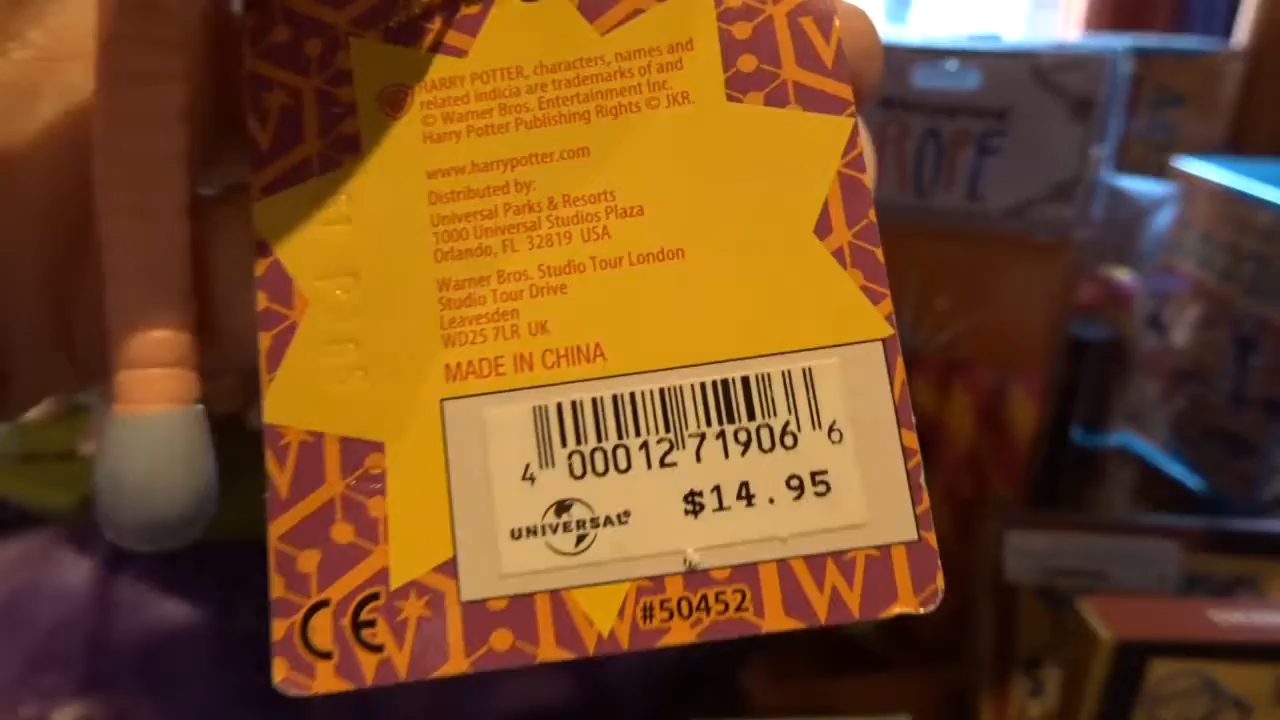 HARRY POTTER, characters, names and
related indicia are trademarks of and
© Warner Bros. Entertainment Inc.
Harry Potter Publishing Rights © JKR.
www.harrypotter.com
Distributed by:
Universal Parks & Resorts
1000 Universal Studios Plaza
Orlando, FL 32819 USA
Warner Bros. Studio Tour London
Studio Tour Drive
Leavesden
WD25 7LR UK
MADE IN CHINA
4 00012 71906 6
UNIVERSAL®
$14.95
CE
#50452